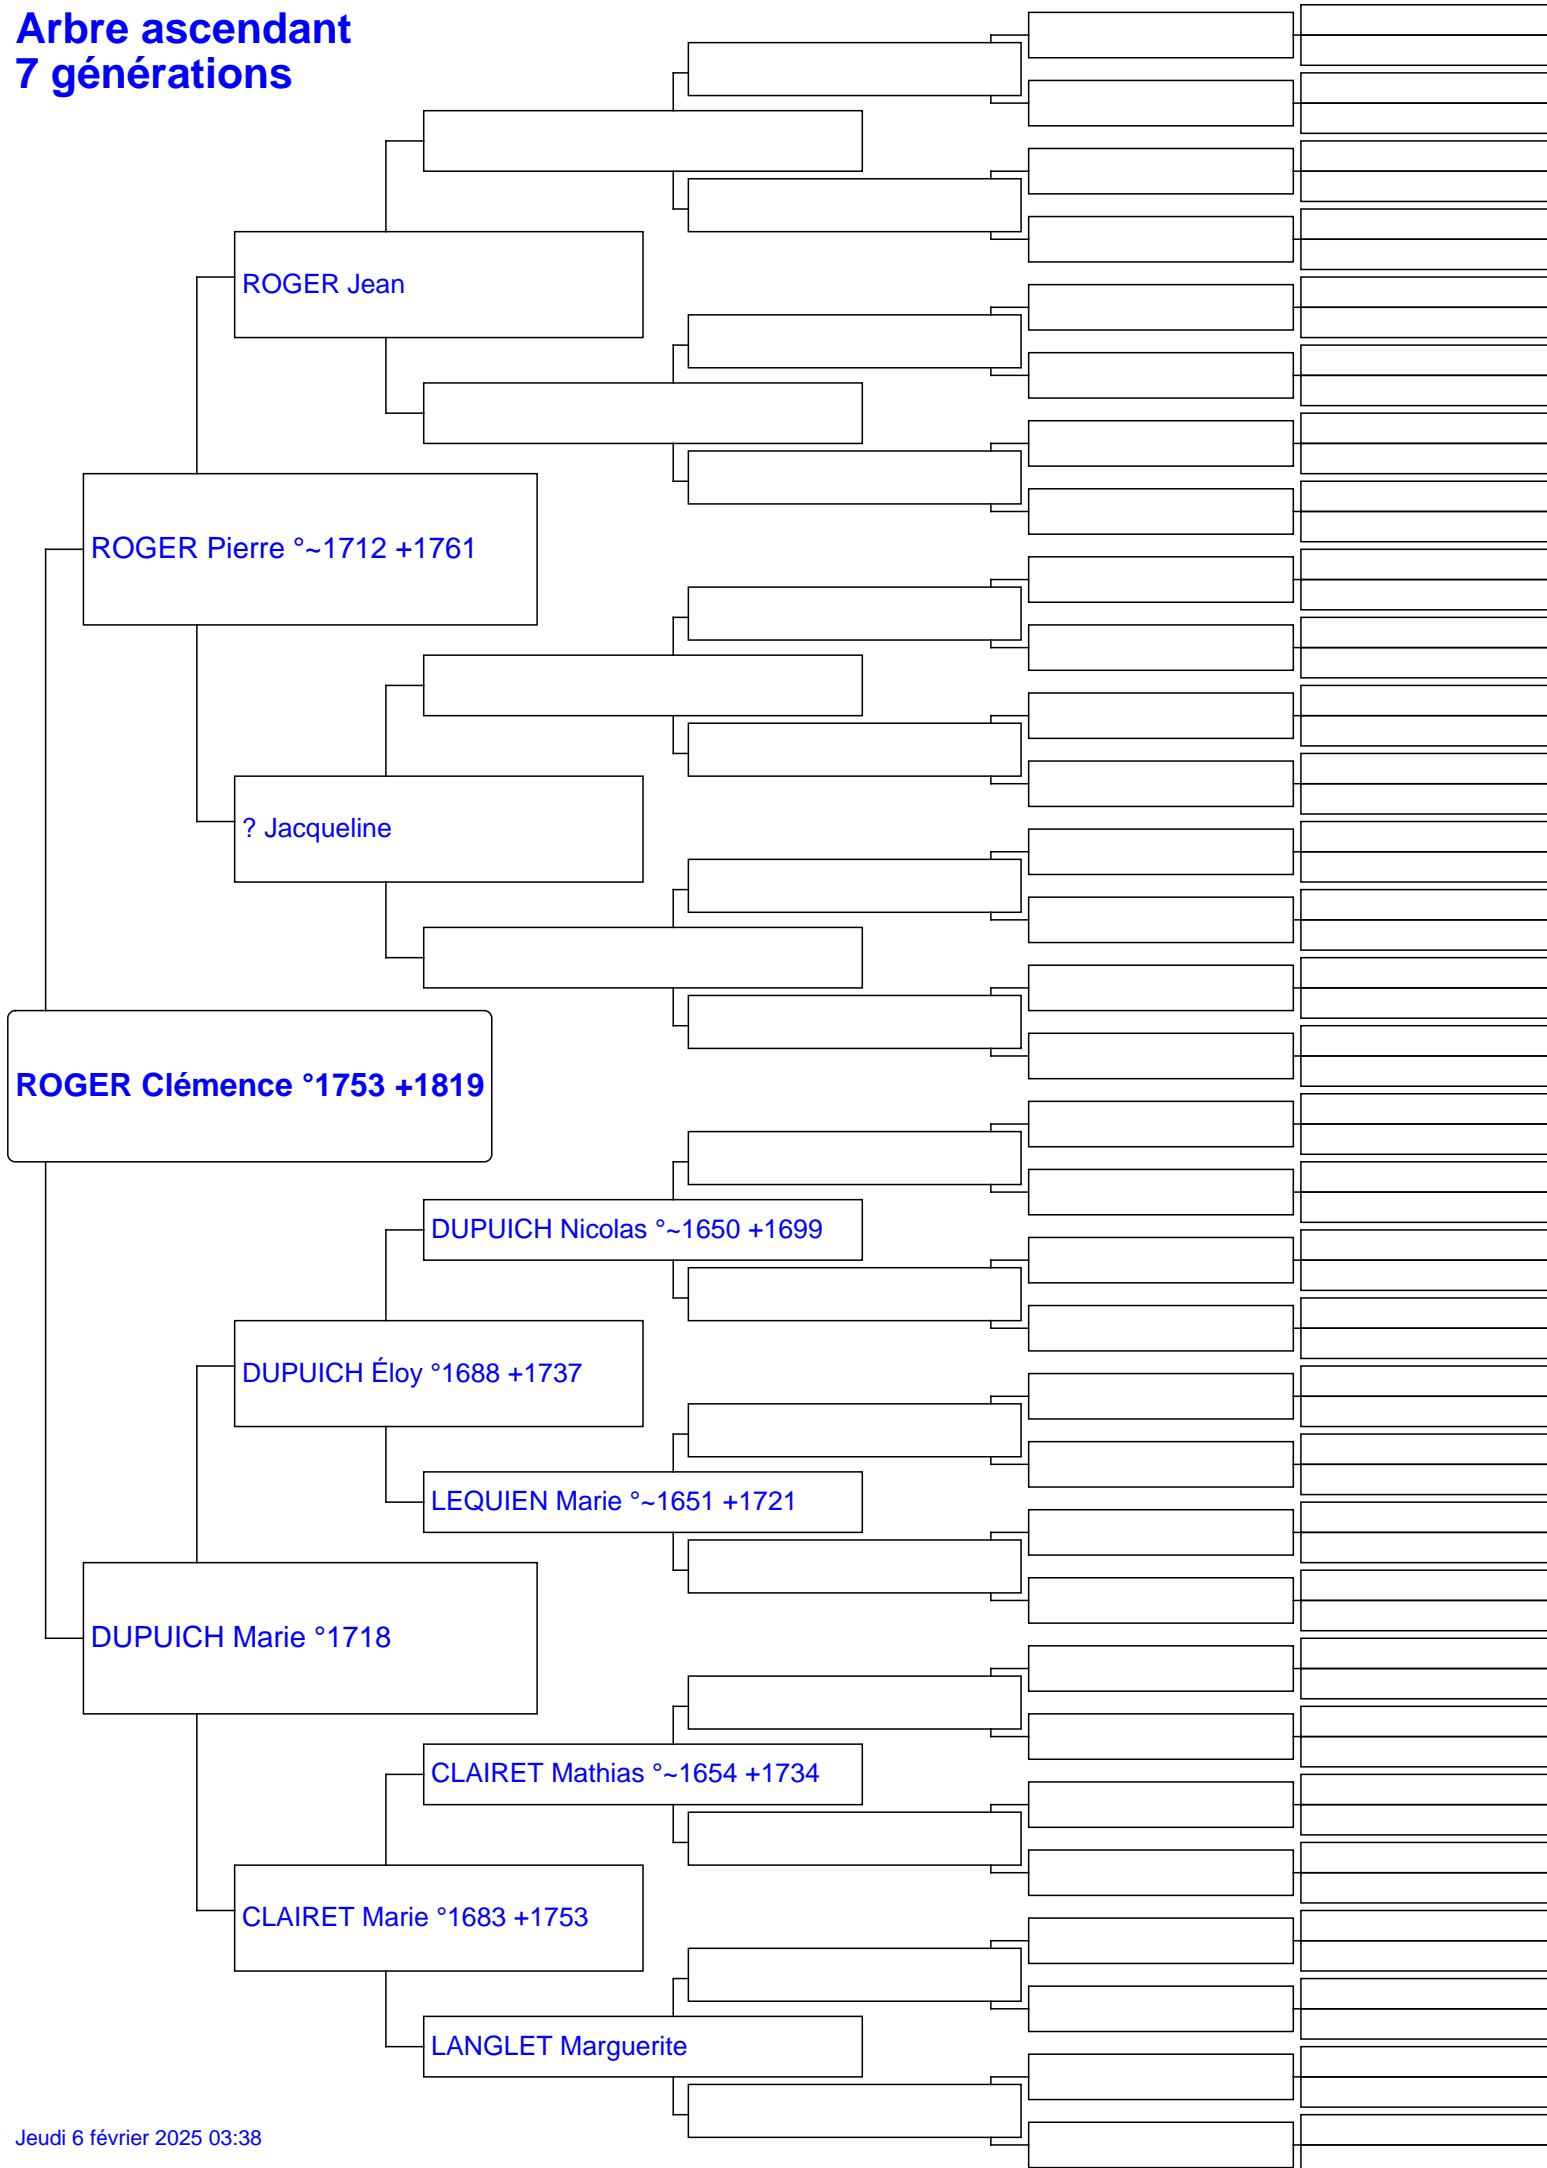 Arbre ascendant
7 générations
ROGER Jean
ROGER Pierre °~1712 +1761
? Jacqueline
ROGER Clémence °1753 +1819
DUPUICH Nicolas °~1650 +1699
DUPUICH Éloy °1688 +1737
LEQUIEN Marie °~1651 +1721
DUPUICH Marie °1718
CLAIRET Mathias °~1654 +1734
CLAIRET Marie °1683 +1753
LANGLET Marguerite
Jeudi 6 février 2025 03:38